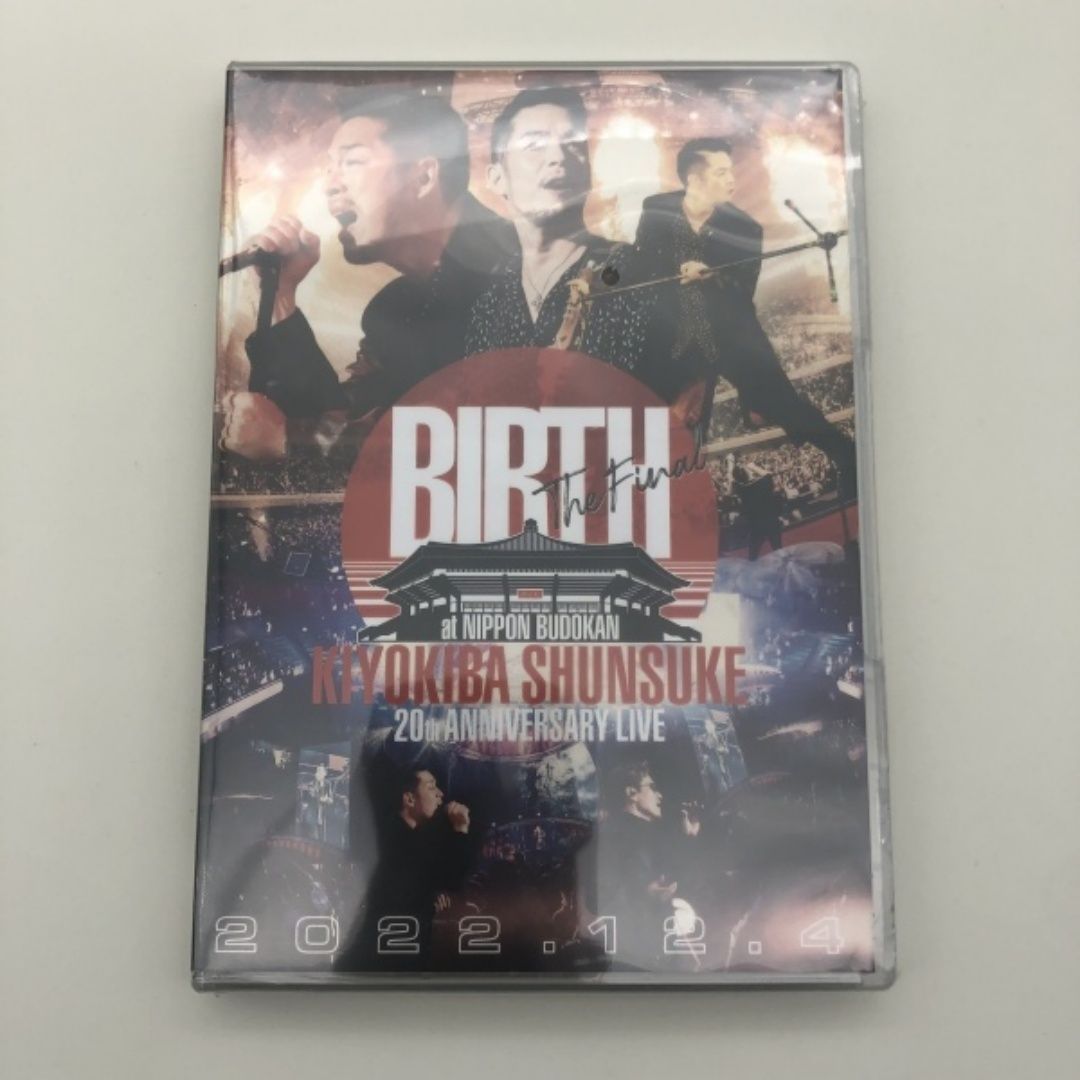 BIRTH
The Final
at NIPPON BUDOKAN
KIYOKIBA SHUNSUKE
20th ANNIVERSARY LIVE
2022.12.4